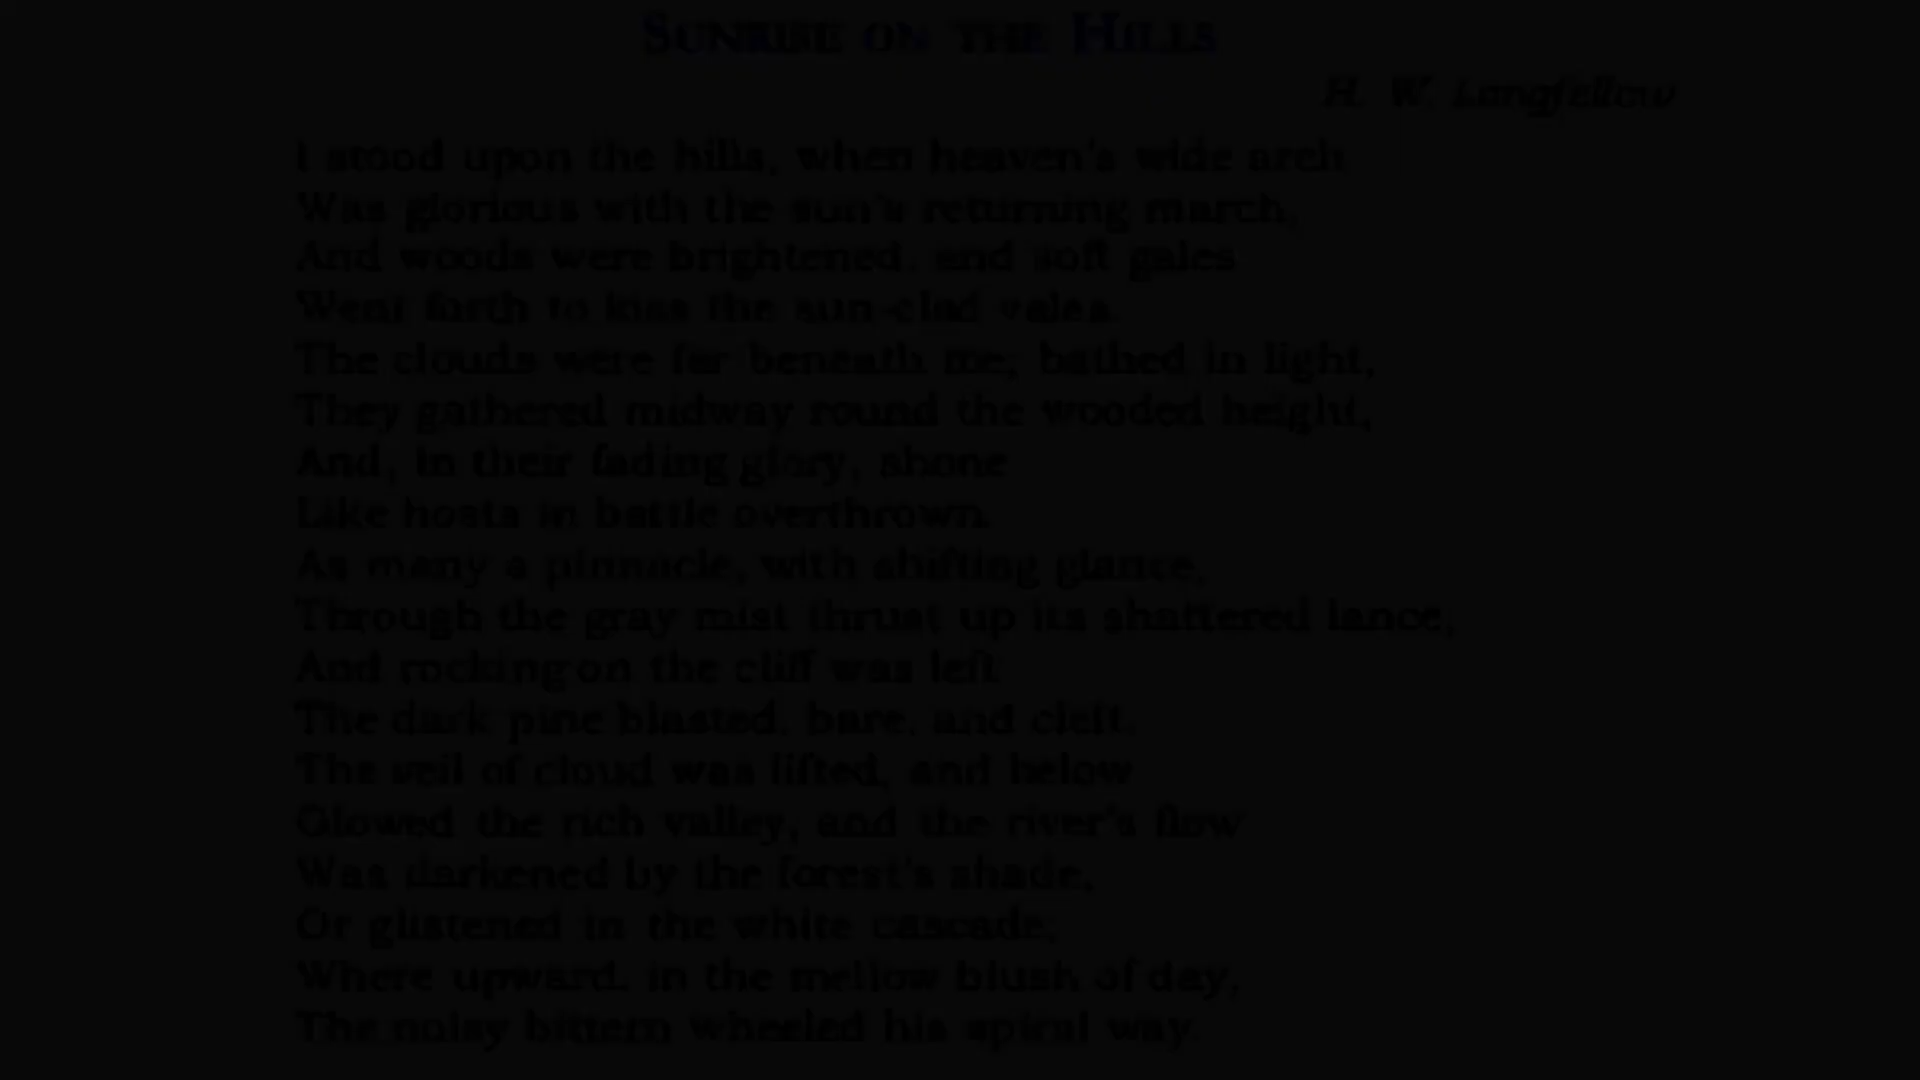 SUNRISE ON THE HILLS
H. W. Longfellow
I stood upon the hills, when heaven's wide arch
Was glorious with the sun's returning march,
And woods were brightened, and soft gales
Went forth to kiss the sun-clad vales.
The clouds were far beneath me; bathed in light,
They gathered midway round the wooded height,
And, in their fading glory, shone
Like hosts in battle overthrown.
As many a pinnacle, with shifting glance,
Through the gray mist thrust up its shattered lance,
And rocking on the cliff was left
The dark pine blasted, bare, and cleft.
The veil of cloud was lifted, and below
Glowed the rich valley, and the river's flow
Was darkened by the forest's shade,
Or glistened in the white cascade;
Where upward, in the mellow blush of day,
The noisy bittern wheeled his spiral way.